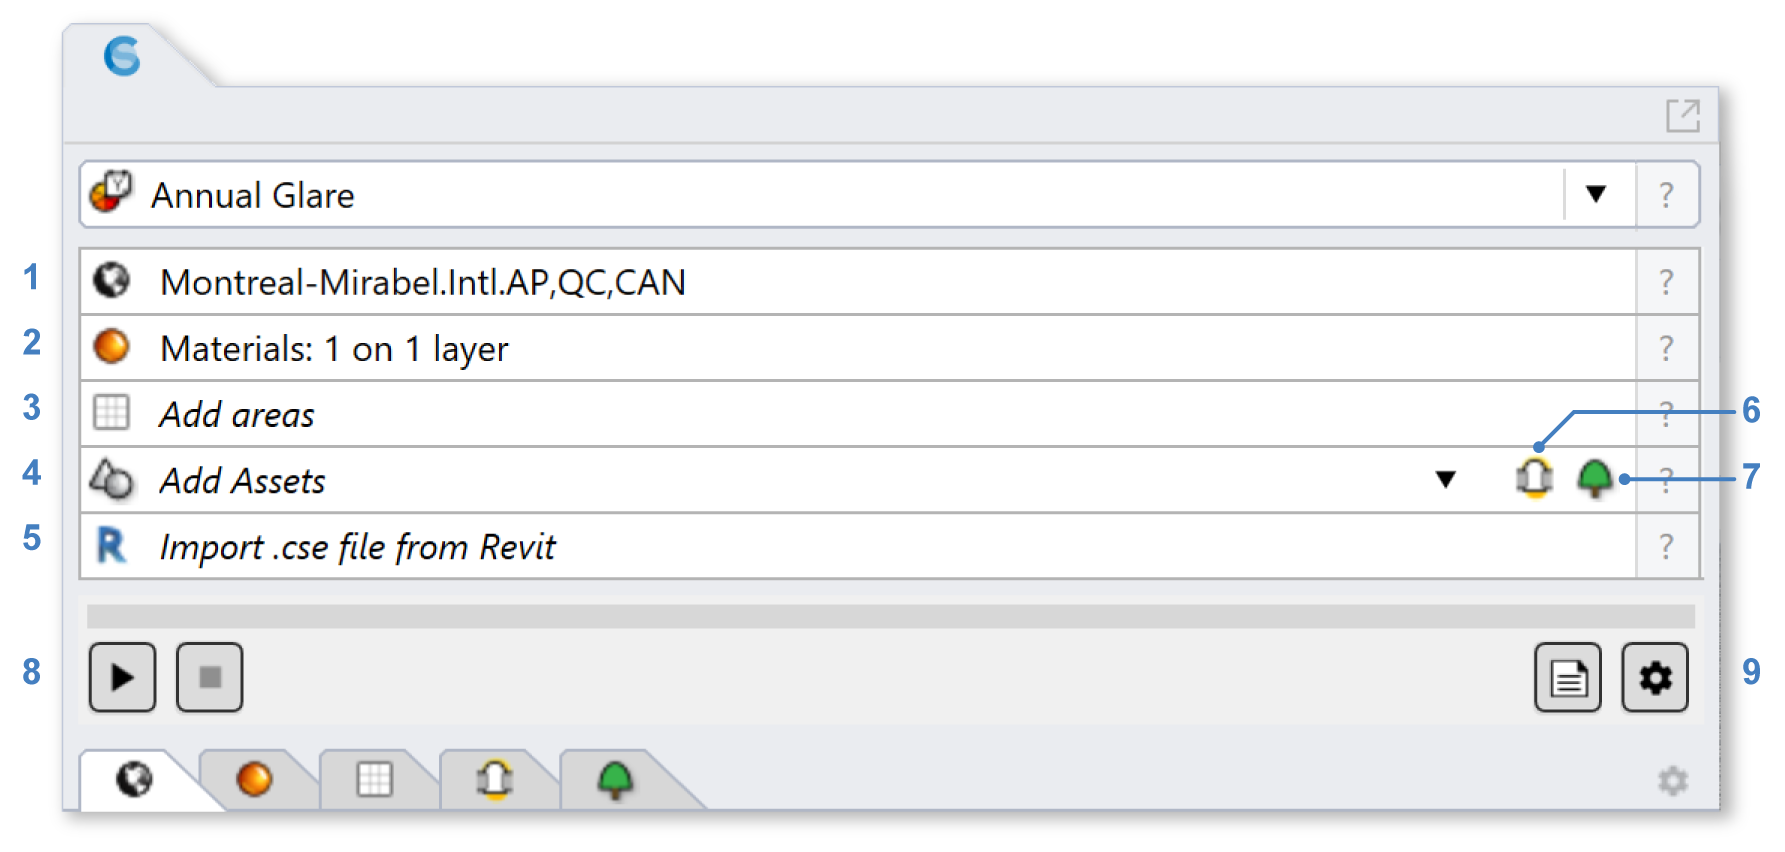 Annual Glare ?
1 Montreal-Mirabel.Intl.AP,QC,CAN ?
2 Materials: 1 on 1 layer ?
3 Add areas ? 6
4 Add Assets ? 7
5 R Import .cse file from Revit ?
8 9